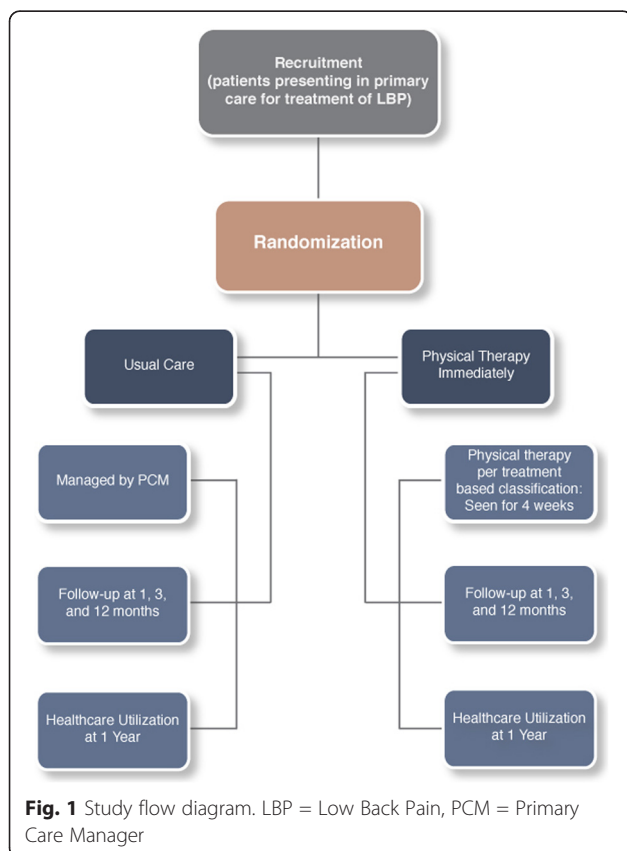 Recruitment
(patients presenting in primary
care for treatment of LBP)
Randomization
Usual Care
Physical Therapy
Immediately
Managed by PCM
Physical therapy
per treatment
based classification:
Seen for 4 weeks
Follow-up at 1, 3,
and 12 months
Follow-up at 1, 3,
and 12 months
Healthcare Utilization
at 1 Year
Healthcare Utilization
at 1 Year
Fig. 1 Study flow diagram. LBP = Low Back Pain, PCM = Primary
Care Manager